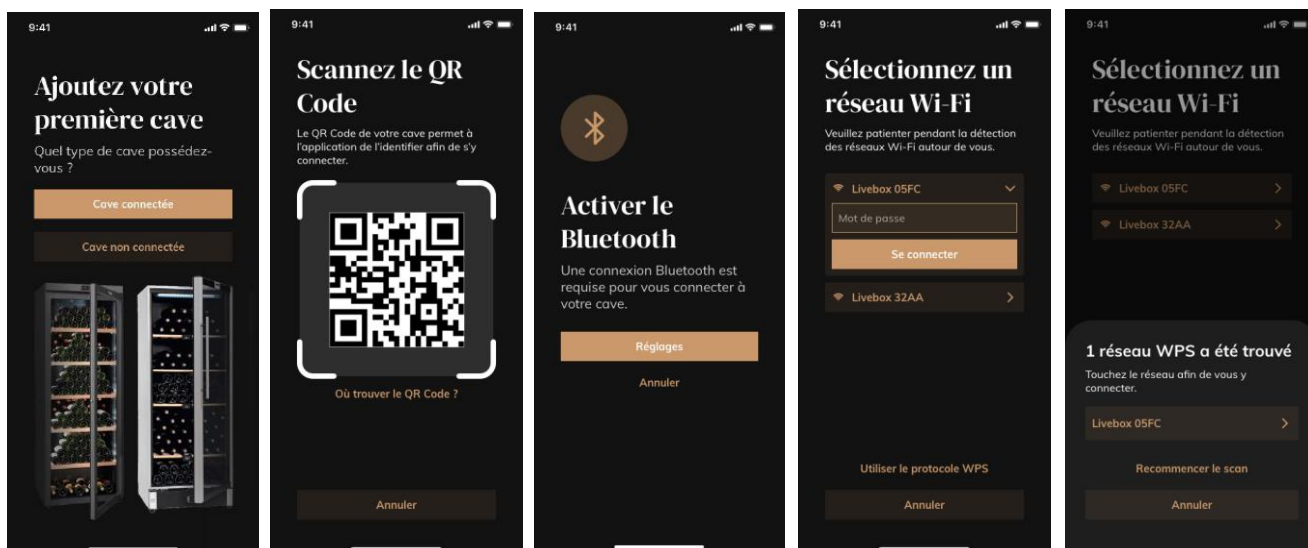 9:41
Ajoutez votre
première cave
Quel type de cave possédez-
vous ?
Cave connectée
Cave non connectée
9:41
Scannez le QR
Code
Le QR Code de votre cave permet à
l'application de l'identifier afin de s'y
connecter.
Où trouver le QR Code ?
Annuler
9:41
Activer le
Bluetooth
Une connexion Bluetooth est
requise pour vous connecter à
votre cave.
Réglages
Annuler
9:41
Sélectionnez un
réseau Wi-Fi
Veuillez patienter pendant la détection
des réseaux Wi-Fi autour de vous.
Livebox 05FC
Mot de passe
Se connecter
Livebox 32AA
Utiliser le protocole WPS
Annuler
9:41
Sélectionnez un
réseau Wi-Fi
Veuillez patienter pendant la détection
des réseaux Wi-Fi autour de vous.
Livebox 05FC
Livebox 32AA
1 réseau WPS a été trouvé
Touchez le réseau afin de vous y
connecter.
Livebox 05FC
Recommencer le scan
Annuler